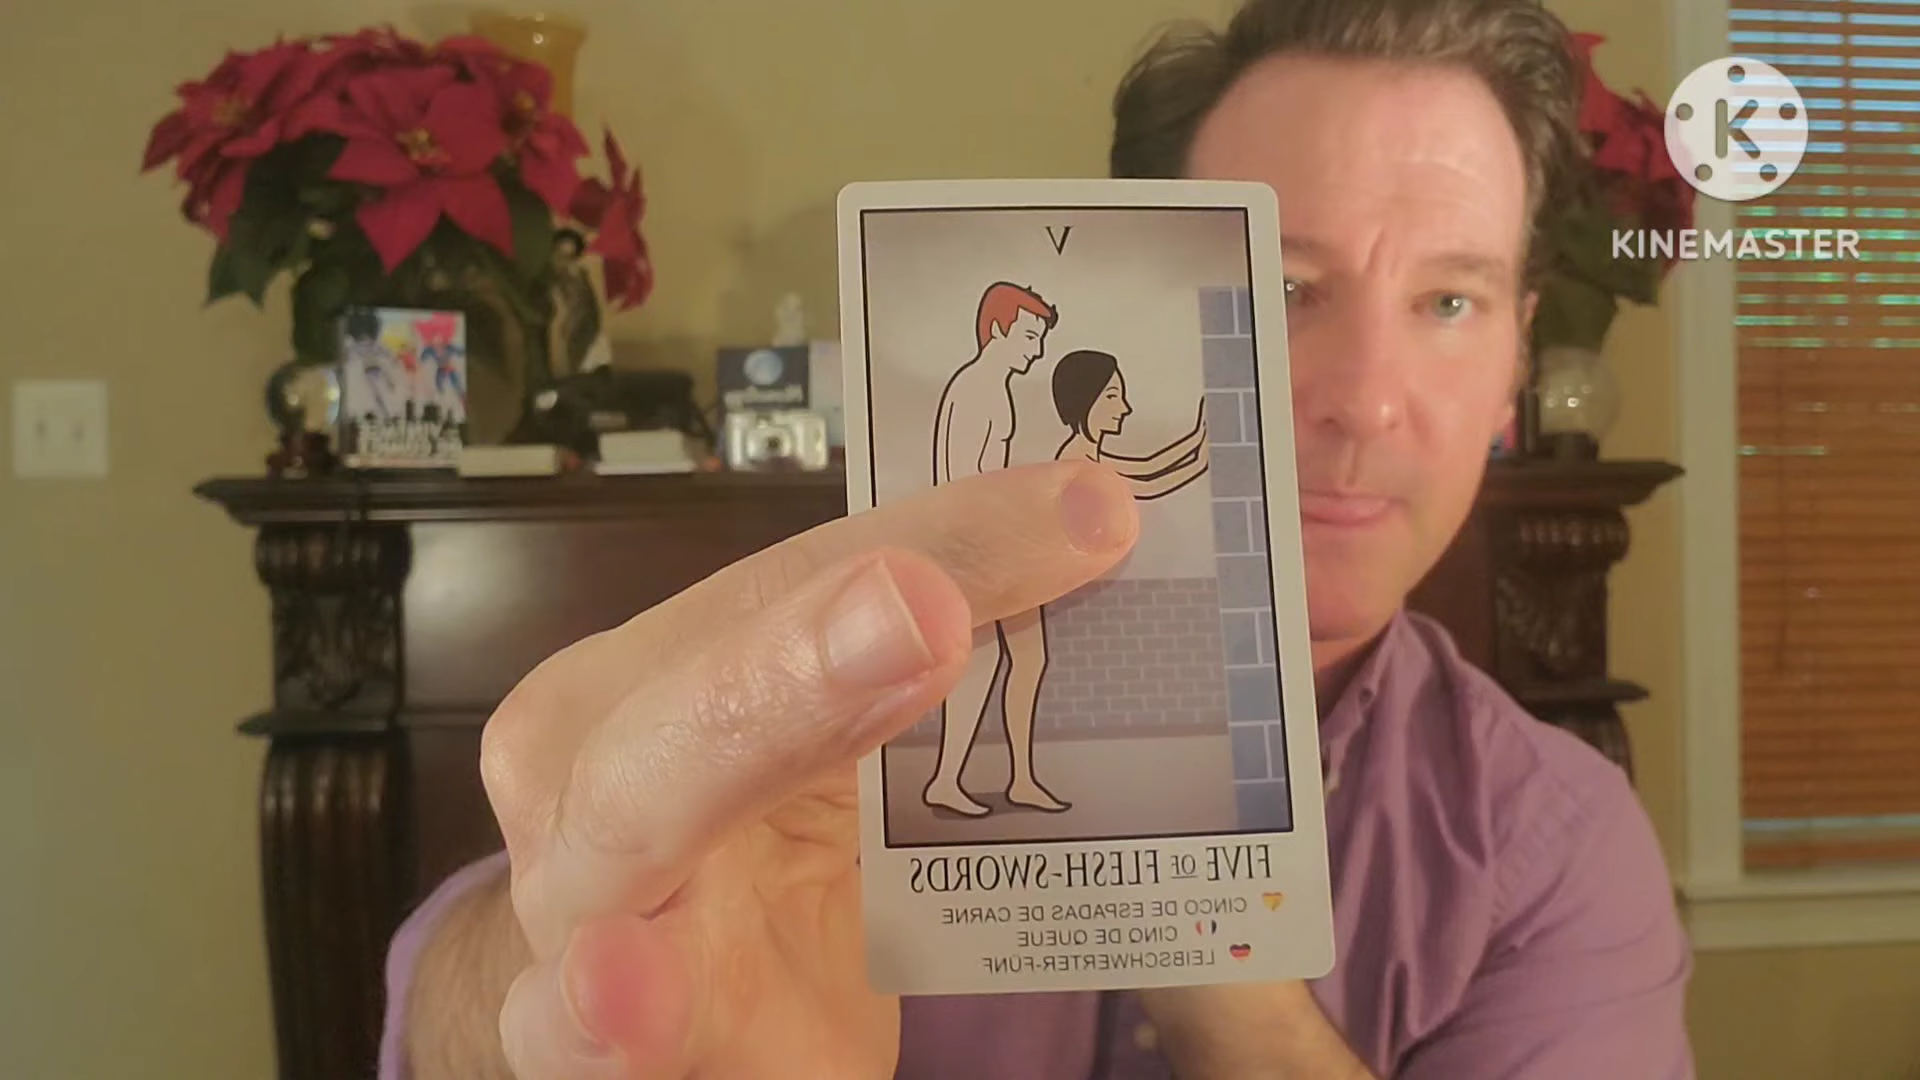 K
KINEMASTER
V
FIVE OF FLESH-SWORDS
CINCO DE ESPADAS DE CARNE
CINQ DE QUEUE
LEIBSCHWERTER-FÜNF